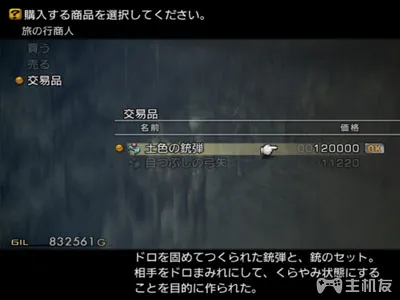 購入する商品を選択してください。
旅の行商人
買う
売る
交易品
交易品
名前 価格
土色の銃弾 00120000 OK
目つぶしの弓矢 11220
GIL 832561G
ドロを固めてつくられた銃弾と、銃のセット。
相手をドロまみれにして、くらやみ状態にする
ことを目的に作られた。
主机友